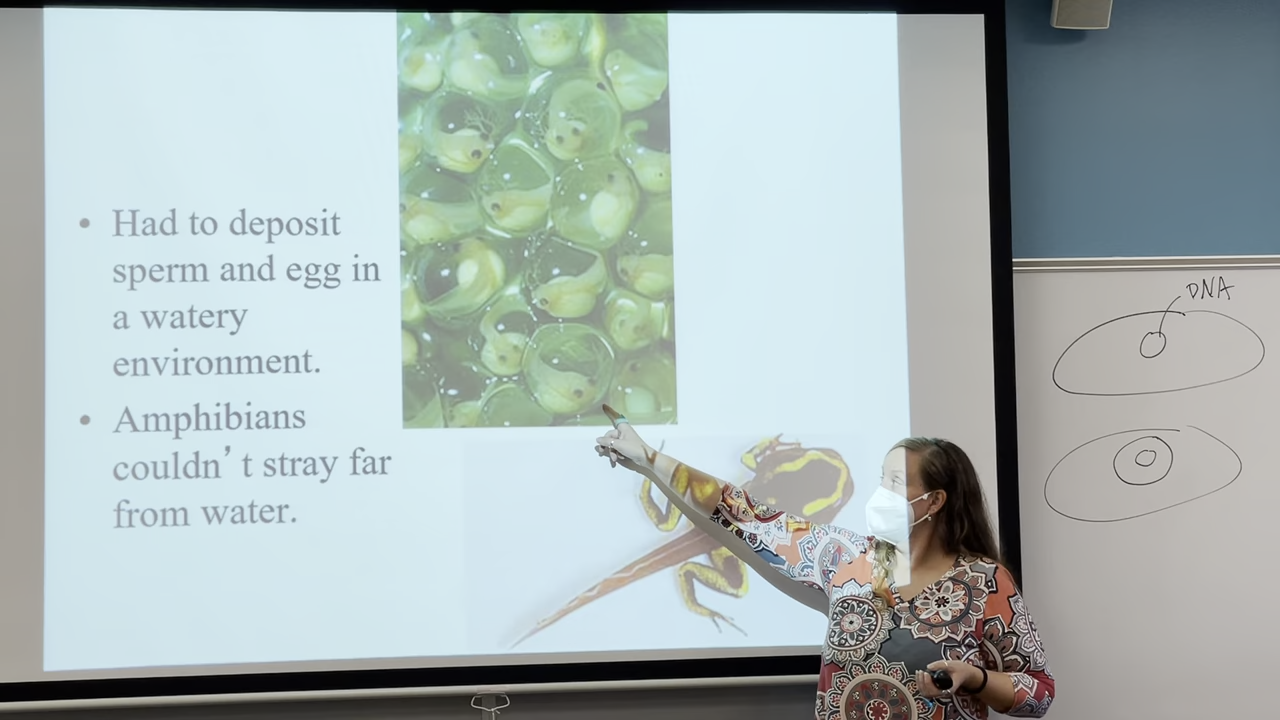 • Had to deposit
sperm and egg in
a watery
environment.
• Amphibians
couldn't stray far
from water.
DNA